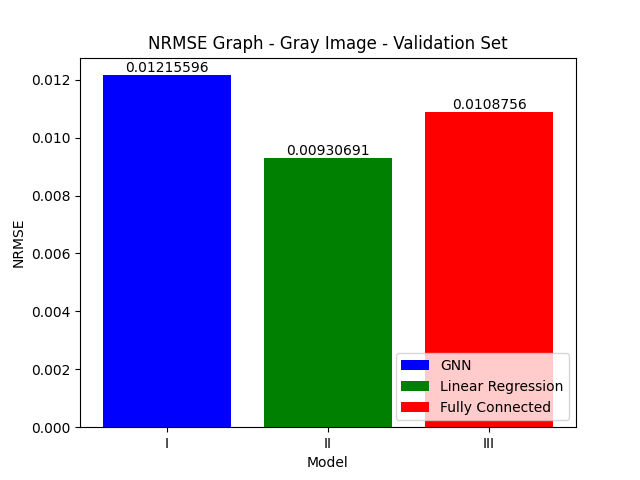 NRMSE Graph - Gray Image - Validation Set
0.01215596
0.00930691
0.0108756
NRMSE
0.012
0.010
0.008
0.006
0.004
0.002
0.000
GNN
Linear Regression
Fully Connected
I
II
III
Model